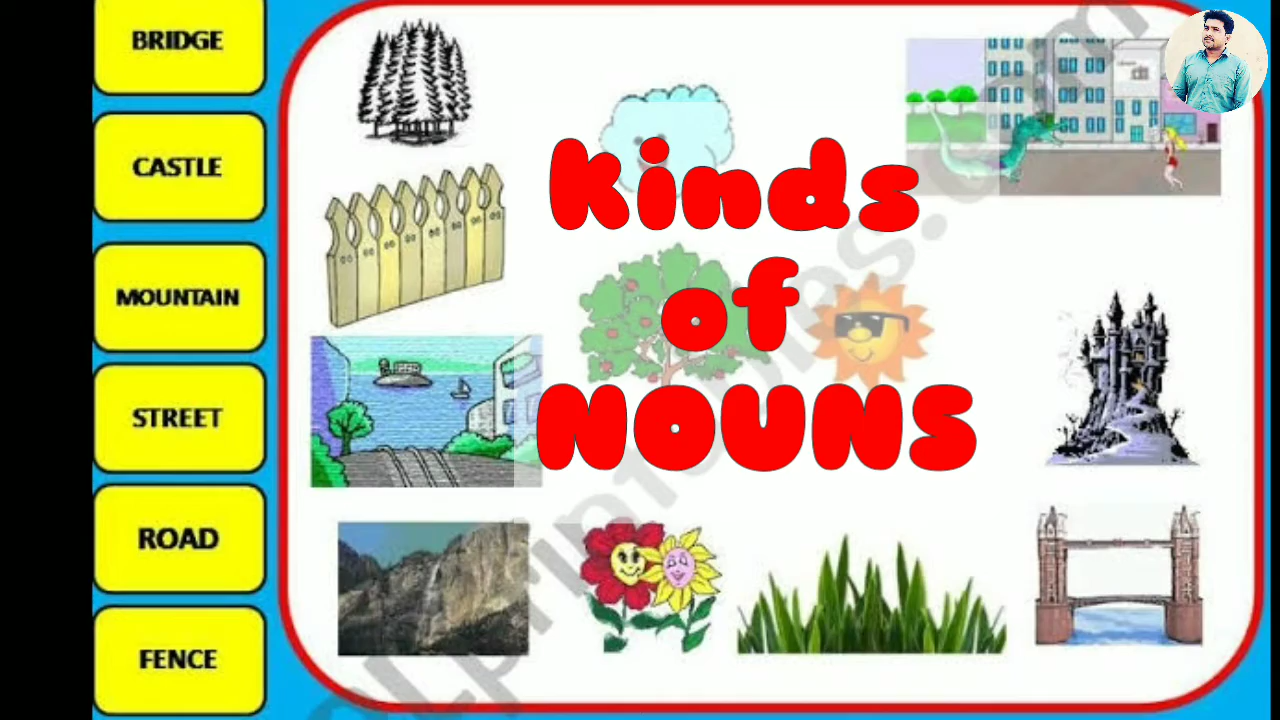 BRIDGE
CASTLE
MOUNTAIN
STREET
ROAD
FENCE
Kinds
of
NOUNS